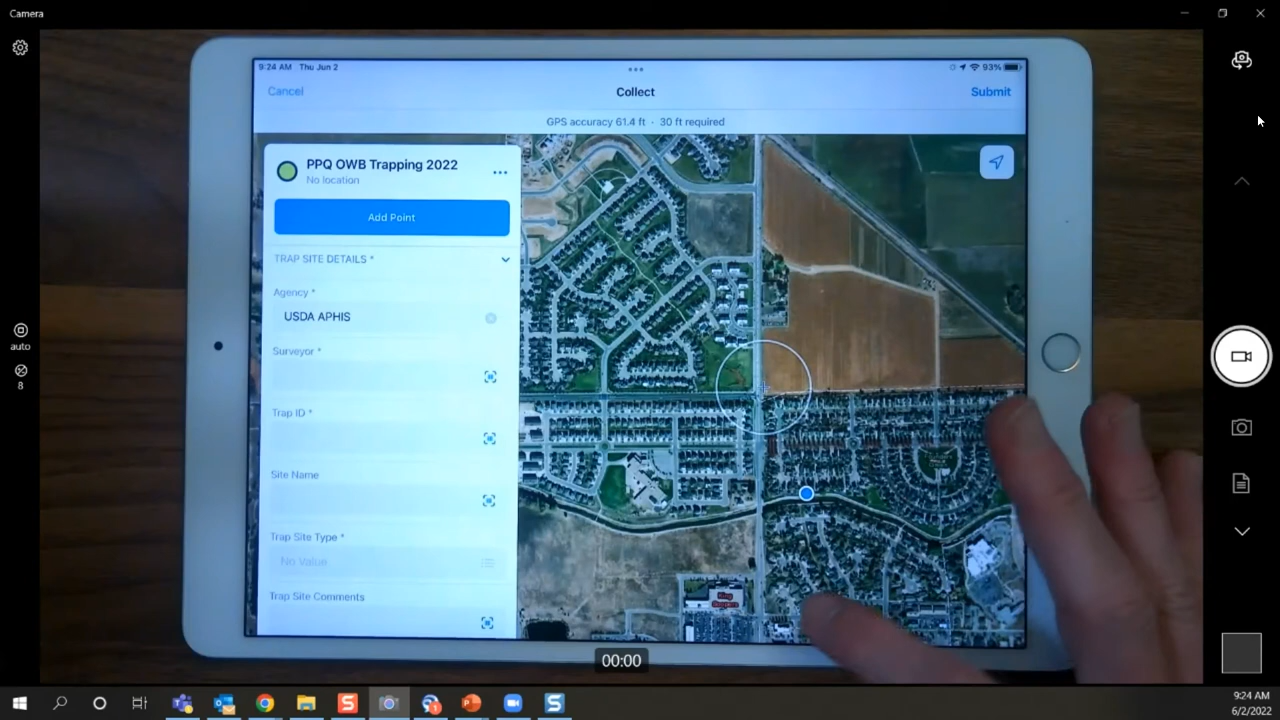 Camera
9:24 AM Thu Jun 2
93%
Cancel
Collect
Submit
GPS accuracy 61.4 ft · 30 ft required
PPQ OWB Trapping 2022
No location
Add Point
TRAP SITE DETAILS *
Agency *
USDA APHIS
Surveyor *
Trap ID *
Site Name
Trap Site Type *
No Value
Trap Site Comments
King
Soopers
auto
8
00:00
9:24 AM
6/2/2022